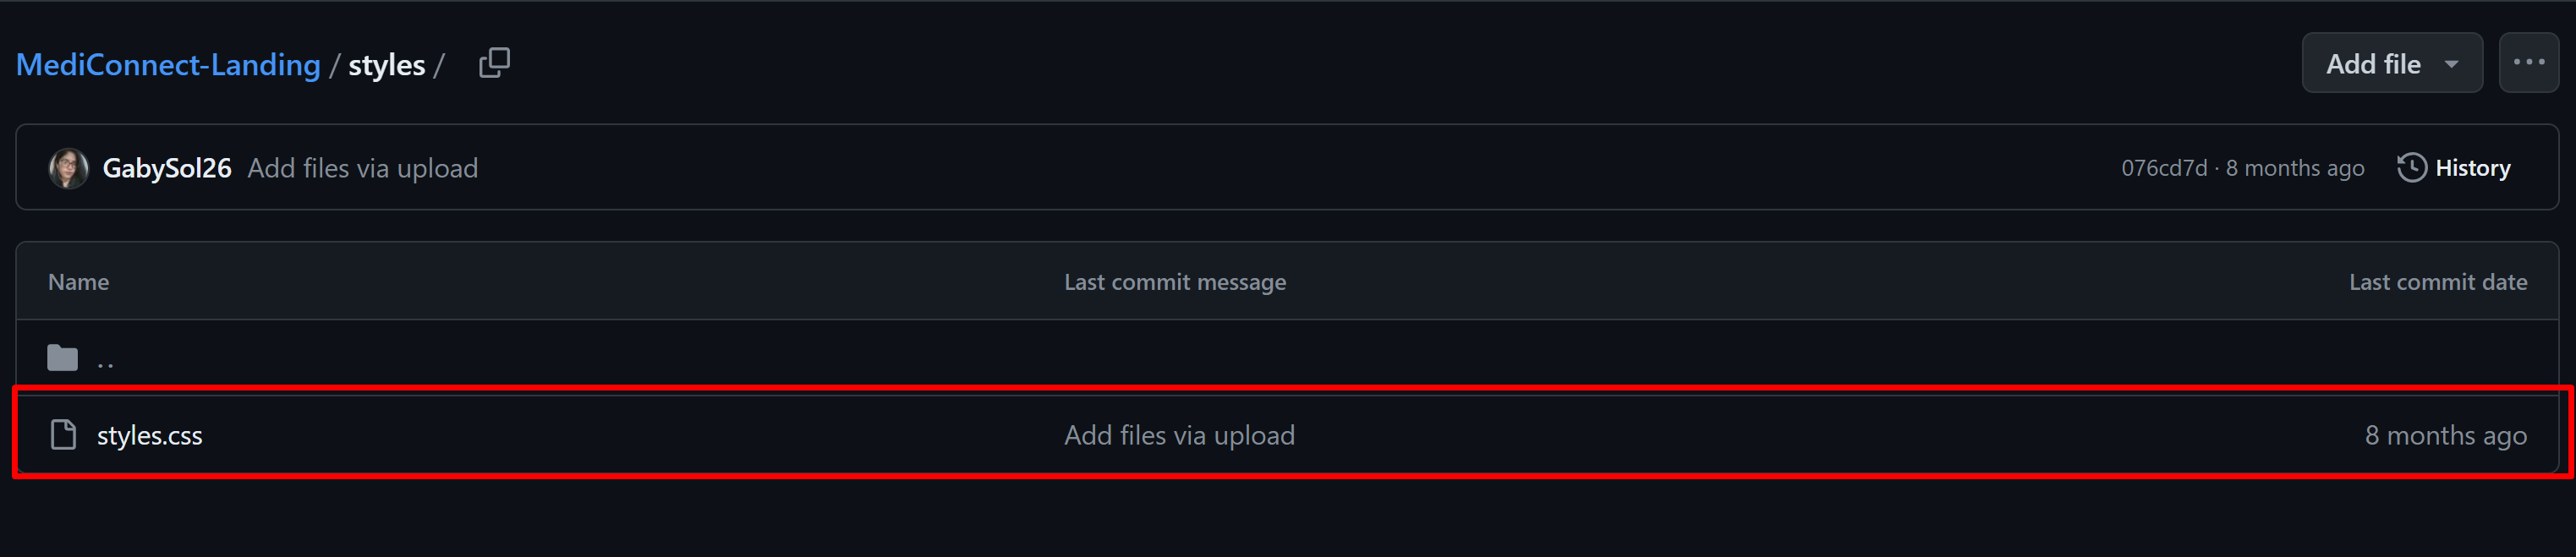 MediConnect-Landing / styles /
Add file
GabySol26 Add files via upload
076cd7d · 8 months ago
History
Name Last commit message Last commit date
..
styles.css Add files via upload 8 months ago